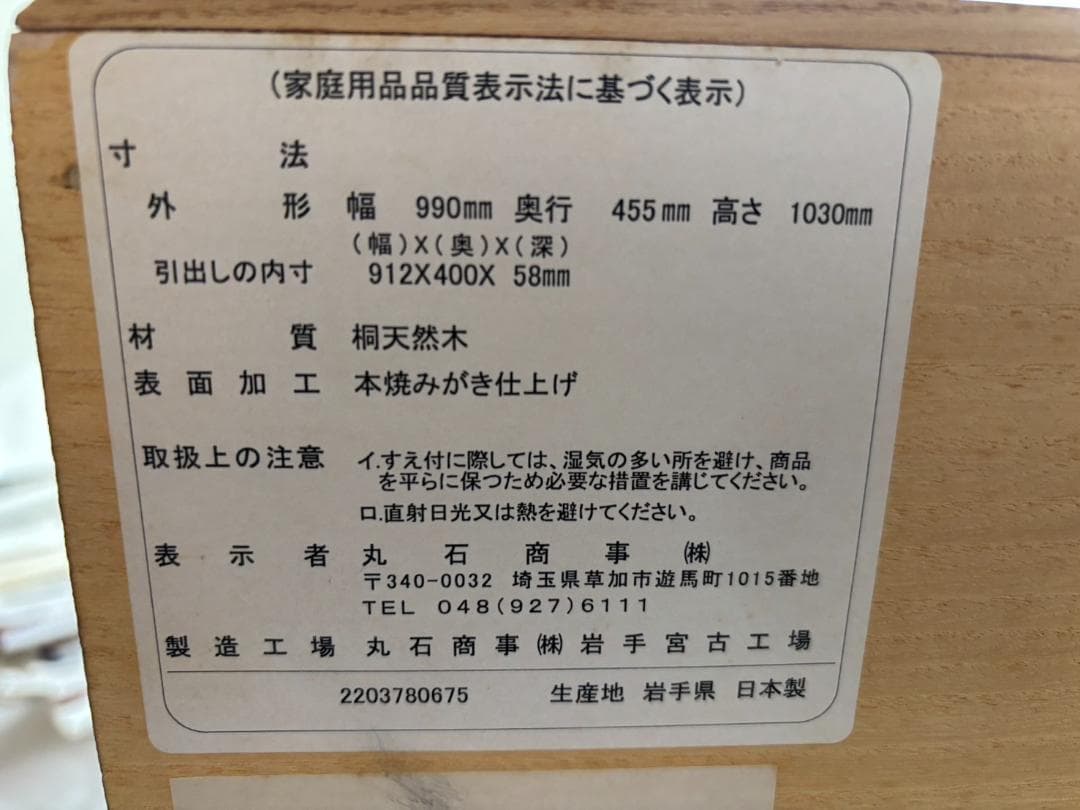 (家庭用品品質表示法に基づく表示)
寸法
外形 幅 990mm 奥行 455mm 高さ 1030mm
(幅)X(奥)X(深)
引出しの内寸 912X400X 58mm
材質 桐天然木
表面加工 本焼みがき仕上げ
取扱上の注意 イ.すえ付に際しては、湿気の多い所を避け、商品
を平らに保つため必要な措置を講じてください。
ロ.直射日光又は熱を避けてください。
表示者 丸石商事㈱
〒340-0032 埼玉県草加市遊馬町1015番地
TEL 048(927)6111
製造工場 丸石商事㈱岩手宮古工場
2203780675 生産地 岩手県 日本製